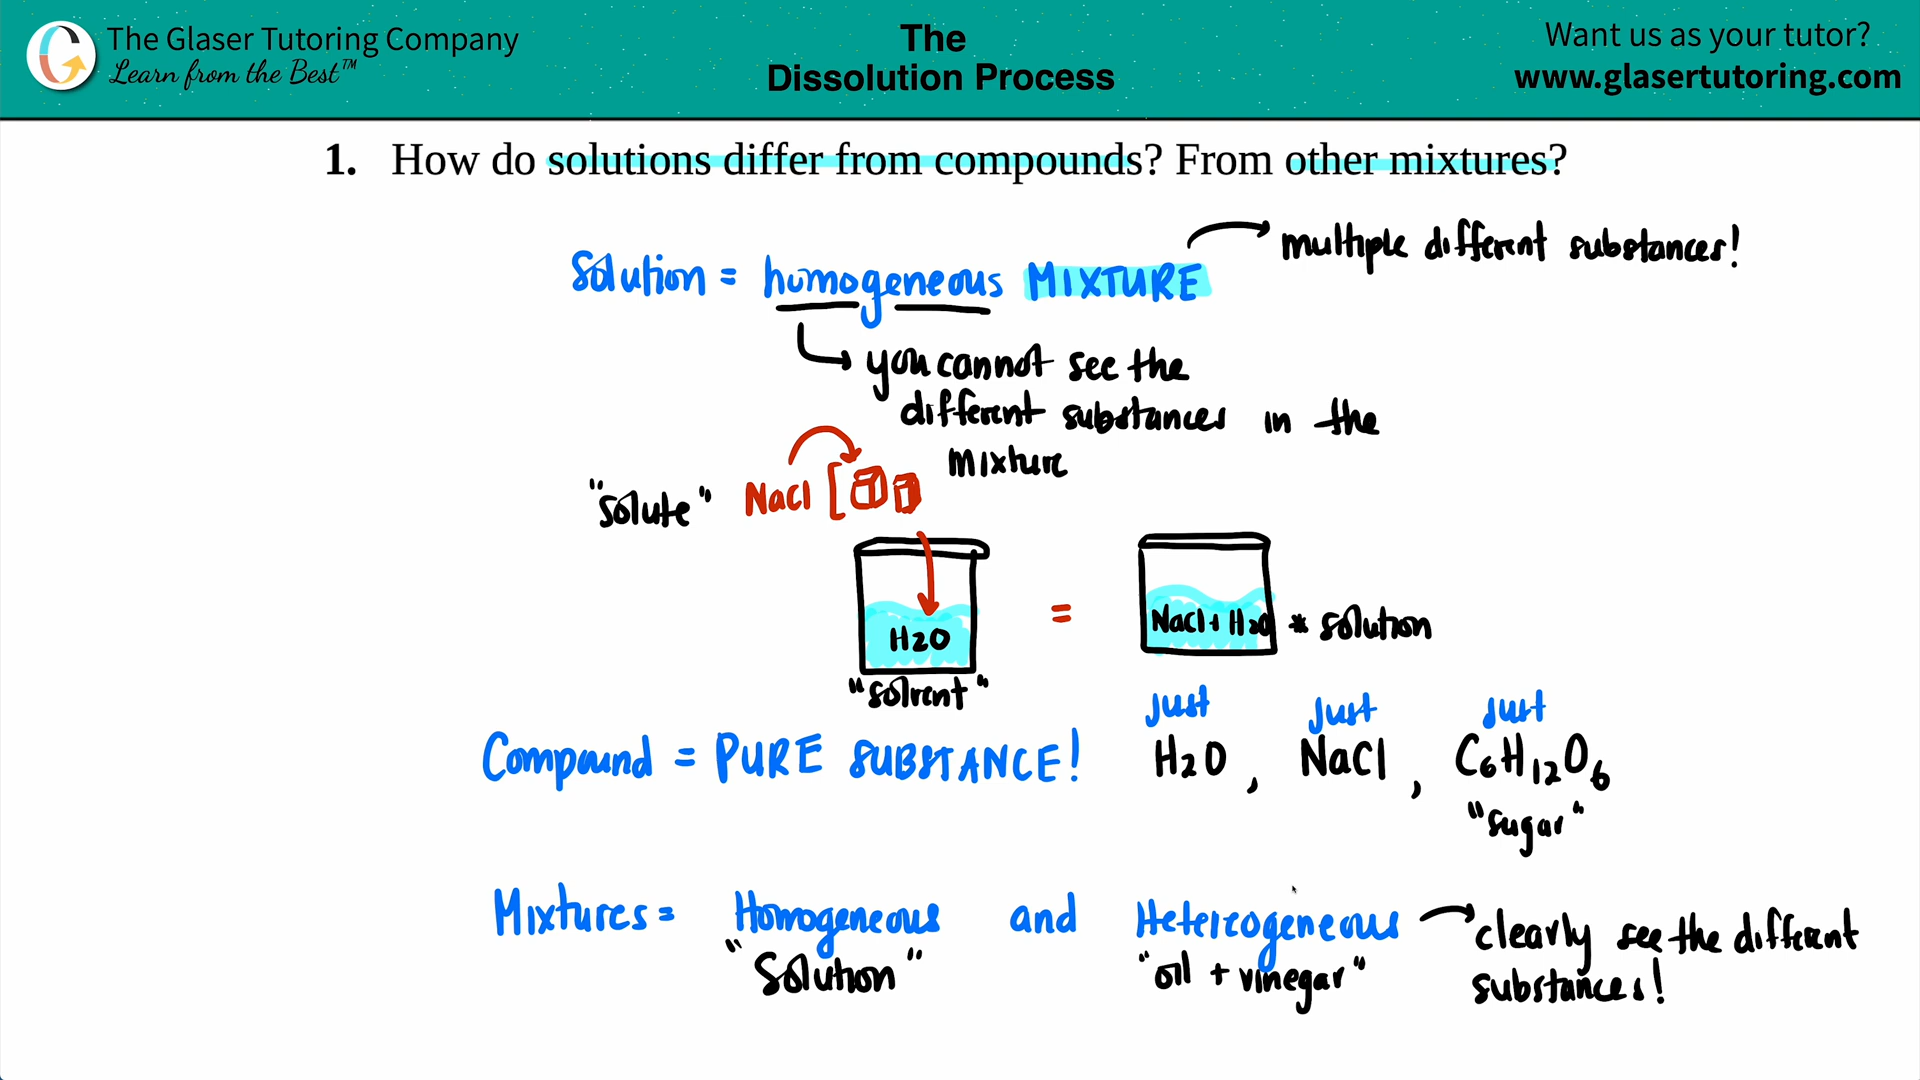 The Glaser Tutoring Company
Learn from the Best™
The
Dissolution Process
Want us as your tutor?
www.glasertutoring.com
1. How do solutions differ from compounds? From other mixtures?
Solution = homogeneous MIXTURE
multiple different substances!
you cannot see the
different substances in the
mixture
"solute" NaCl [
H2O
"solvent"
=
NaCl + H2O * solution
just just just
Compound = PURE SUBSTANCE! H2O, NaCl, C6H12O6
"sugar"
Mixtures = Homogeneous and Hetereogeneous
clearly see the different
substances!
"Solution" "oil + vinegar"